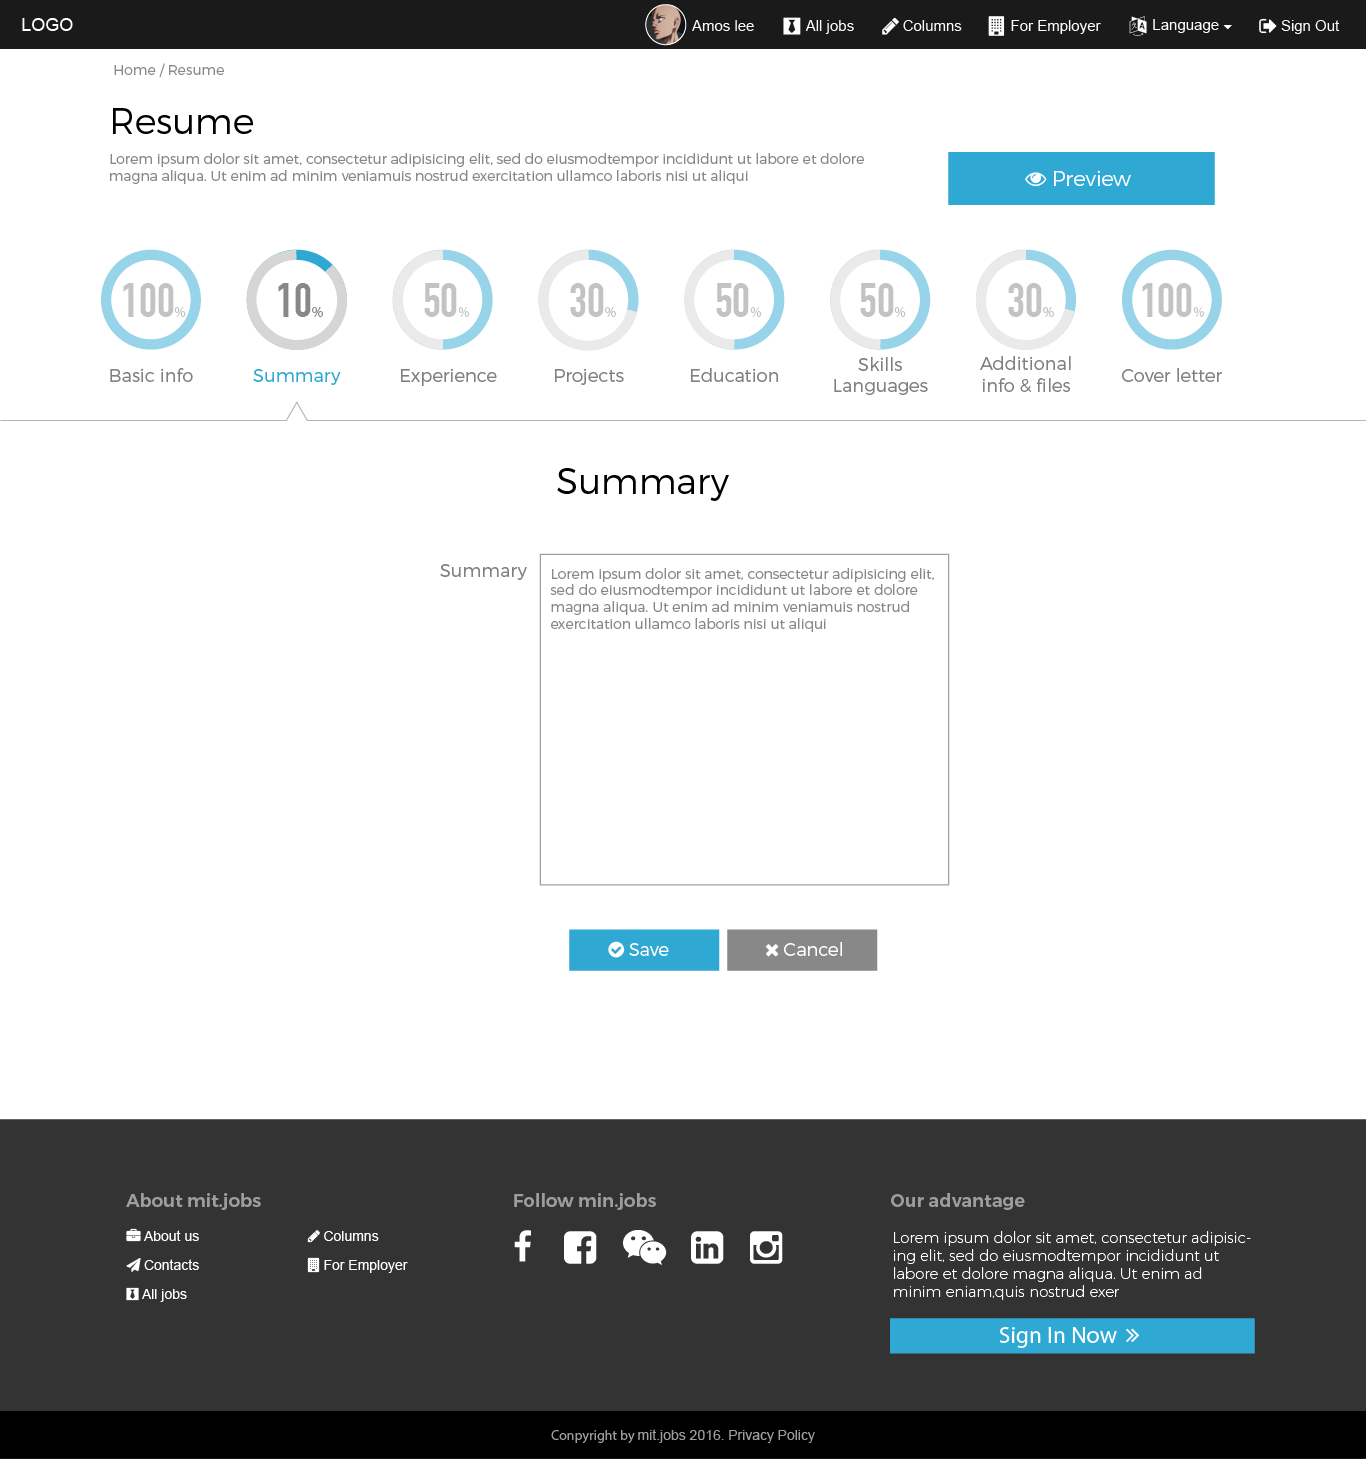 LOGO
Amos lee
All jobs
Columns
For Employer
Language
Sign Out
Home / Resume
Resume
Lorem ipsum dolor sit amet, consectetur adipisicing elit, sed do eiusmodtempor incididunt ut labore et dolore
magna aliqua. Ut enim ad minim veniamuis nostrud exercitation ullamco laboris nisi ut aliqui
Preview
100%
10%
50%
30%
50%
50%
30%
100%
Basic info
Summary
Experience
Projects
Education
Skills
Languages
Additional
info & files
Cover letter
Summary
Summary
Lorem ipsum dolor sit amet, consectetur adipisicing elit,
sed do eiusmodtempor incididunt ut labore et dolore
magna aliqua. Ut enim ad minim veniamuis nostrud
exercitation ullamco laboris nisi ut aliqui
Save
Cancel
About mit.jobs
About us
Contacts
All jobs
Columns
For Employer
Follow min.jobs
Our advantage
Lorem ipsum dolor sit amet, consectetur adipisic-
ing elit, sed do eiusmodtempor incididunt ut
labore et dolore magna aliqua. Ut enim ad
minim eniam,quis nostrud exer
Sign In Now »
Conpyright by mit.jobs 2016. Privacy Policy